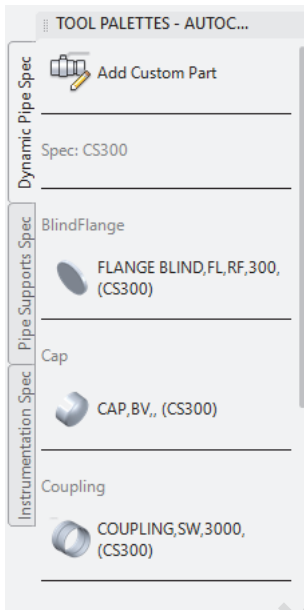 TOOL PALETTES - AUTOC...
Dynamic Pipe Spec
Pipe Supports Spec
Instrumentation Spec
Add Custom Part
Spec: CS300
BlindFlange
FLANGE BLIND,FL,RF,300,
(CS300)
Cap
CAP,BV,, (CS300)
Coupling
COUPLING,SW,3000,
(CS300)